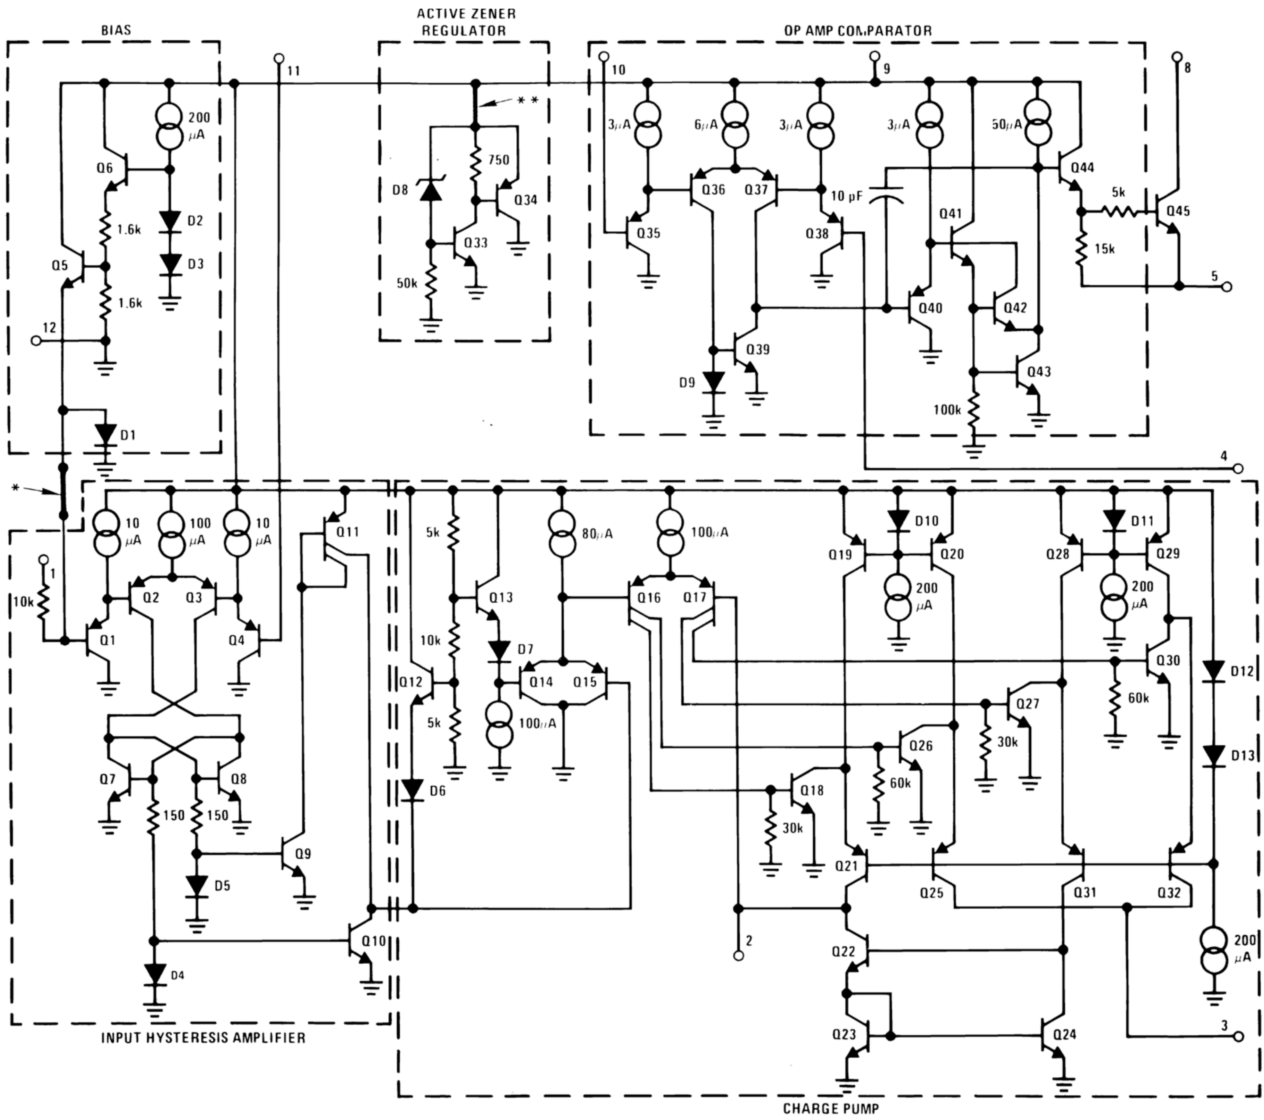 BIAS
ACTIVE ZENER
REGULATOR
OP AMP COMPARATOR
11
10
9
8
Q6
200
μA
D2
D3
1.6k
Q5
1.6k
12
D1
*
* *
750
D8
Q34
Q33
50k
3μA
6μA
3μA
3μA
50μA
Q36
Q37
10 pF
Q35
Q38
Q41
Q44
5k
Q45
15k
5
Q40
Q42
Q39
D9
Q43
100k
4
1
10k
10
μA
100
μA
10
μA
Q11
Q2
Q3
Q1
Q4
Q7
Q8
150
150
Q9
D5
Q10
D4
INPUT HYSTERESIS AMPLIFIER
5k
Q13
10k
D7
Q12
5k
Q14
Q15
100μA
D6
80μA
100μA
Q16
Q17
Q19
D10
Q20
200
μA
Q28
D11
Q29
200
μA
Q30
D12
60k
Q27
30k
D13
Q26
60k
Q18
30k
Q21
Q25
Q31
Q32
2
Q22
200
μA
Q23
Q24
3
CHARGE PUMP